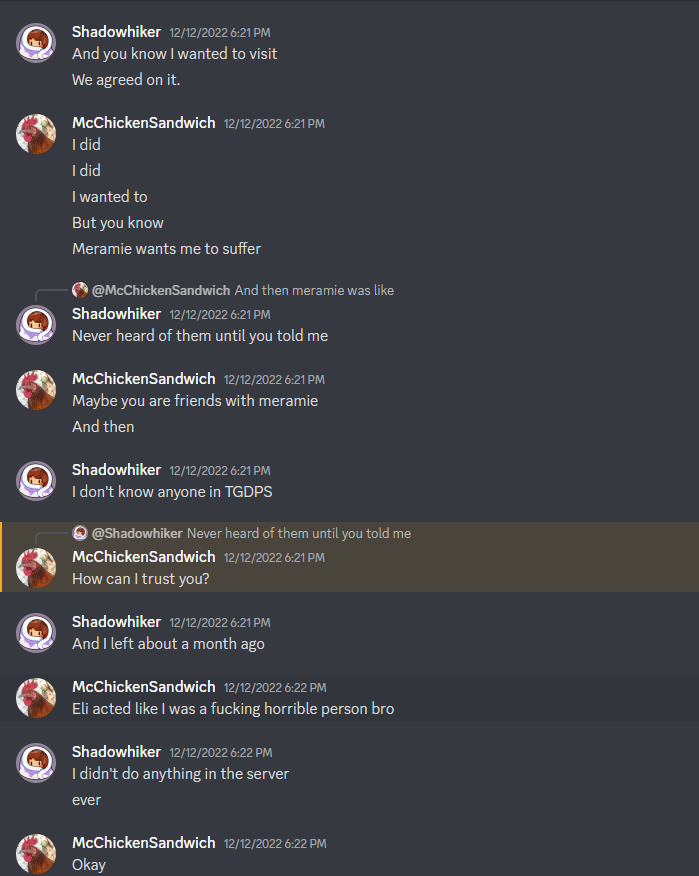 Shadowhiker 12/12/2022 6:21 PM
And you know I wanted to visit
We agreed on it.
McChickenSandwich 12/12/2022 6:21 PM
I did
I did
I wanted to
But you know
Meramie wants me to suffer
@McChickenSandwich And then meramie was like
Shadowhiker 12/12/2022 6:21 PM
Never heard of them until you told me
McChickenSandwich 12/12/2022 6:21 PM
Maybe you are friends with meramie
And then
Shadowhiker 12/12/2022 6:21 PM
I don't know anyone in TGDPS
@Shadowhiker Never heard of them until you told me
McChickenSandwich 12/12/2022 6:21 PM
How can I trust you?
Shadowhiker 12/12/2022 6:21 PM
And I left about a month ago
McChickenSandwich 12/12/2022 6:22 PM
Eli acted like I was a fucking horrible person bro
Shadowhiker 12/12/2022 6:22 PM
I didn't do anything in the server
ever
McChickenSandwich 12/12/2022 6:22 PM
Okay